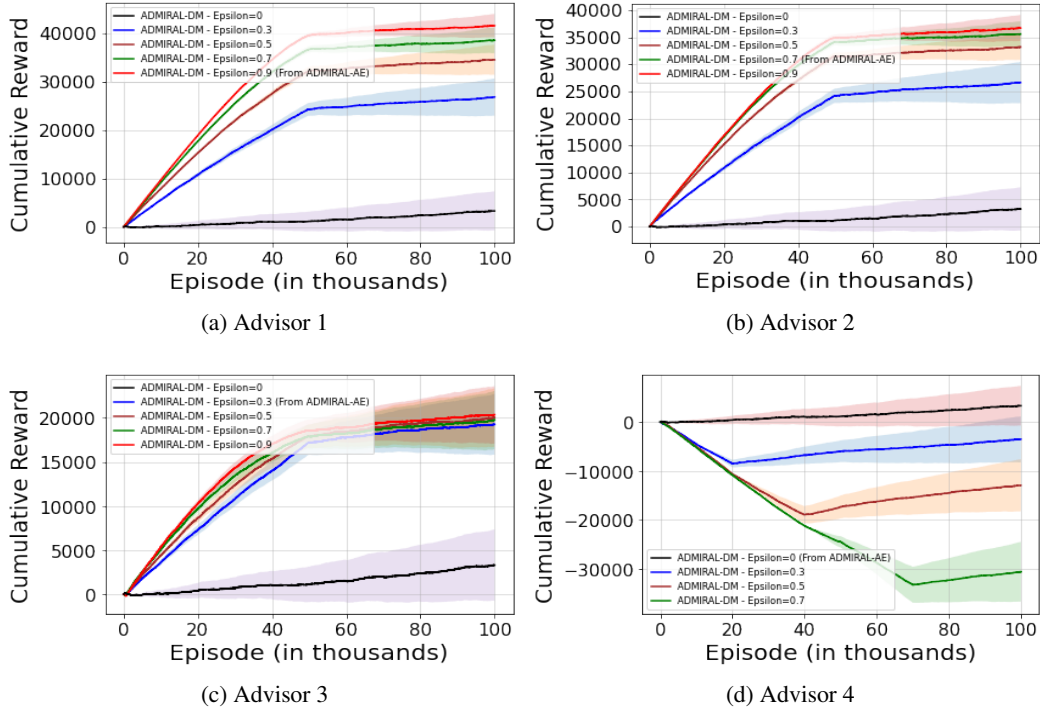 Cumulative Reward
40000
30000
20000
10000
0
ADMIRAL-DM - Epsilon=0
ADMIRAL-DM - Epsilon=0.3
ADMIRAL-DM - Epsilon=0.5
ADMIRAL-DM - Epsilon=0.7
ADMIRAL-DM - Epsilon=0.9 (From ADMIRAL-AE)
0 20 40 60 80 100
Episode (in thousands)
(a) Advisor 1
Cumulative Reward
40000
35000
30000
25000
20000
15000
10000
5000
0
ADMIRAL-DM - Epsilon=0
ADMIRAL-DM - Epsilon=0.3
ADMIRAL-DM - Epsilon=0.5
ADMIRAL-DM - Epsilon=0.7 (From ADMIRAL-AE)
ADMIRAL-DM - Epsilon=0.9
0 20 40 60 80 100
Episode (in thousands)
(b) Advisor 2
Cumulative Reward
20000
15000
10000
5000
0
ADMIRAL-DM - Epsilon=0
ADMIRAL-DM - Epsilon=0.3 (From ADMIRAL-AE)
ADMIRAL-DM - Epsilon=0.5
ADMIRAL-DM - Epsilon=0.7
ADMIRAL-DM - Epsilon=0.9
0 20 40 60 80 100
Episode (in thousands)
(c) Advisor 3
Cumulative Reward
0
−10000
−20000
−30000
ADMIRAL-DM - Epsilon=0 (From ADMIRAL-AE)
ADMIRAL-DM - Epsilon=0.3
ADMIRAL-DM - Epsilon=0.5
ADMIRAL-DM - Epsilon=0.7
0 20 40 60 80 100
Episode (in thousands)
(d) Advisor 4